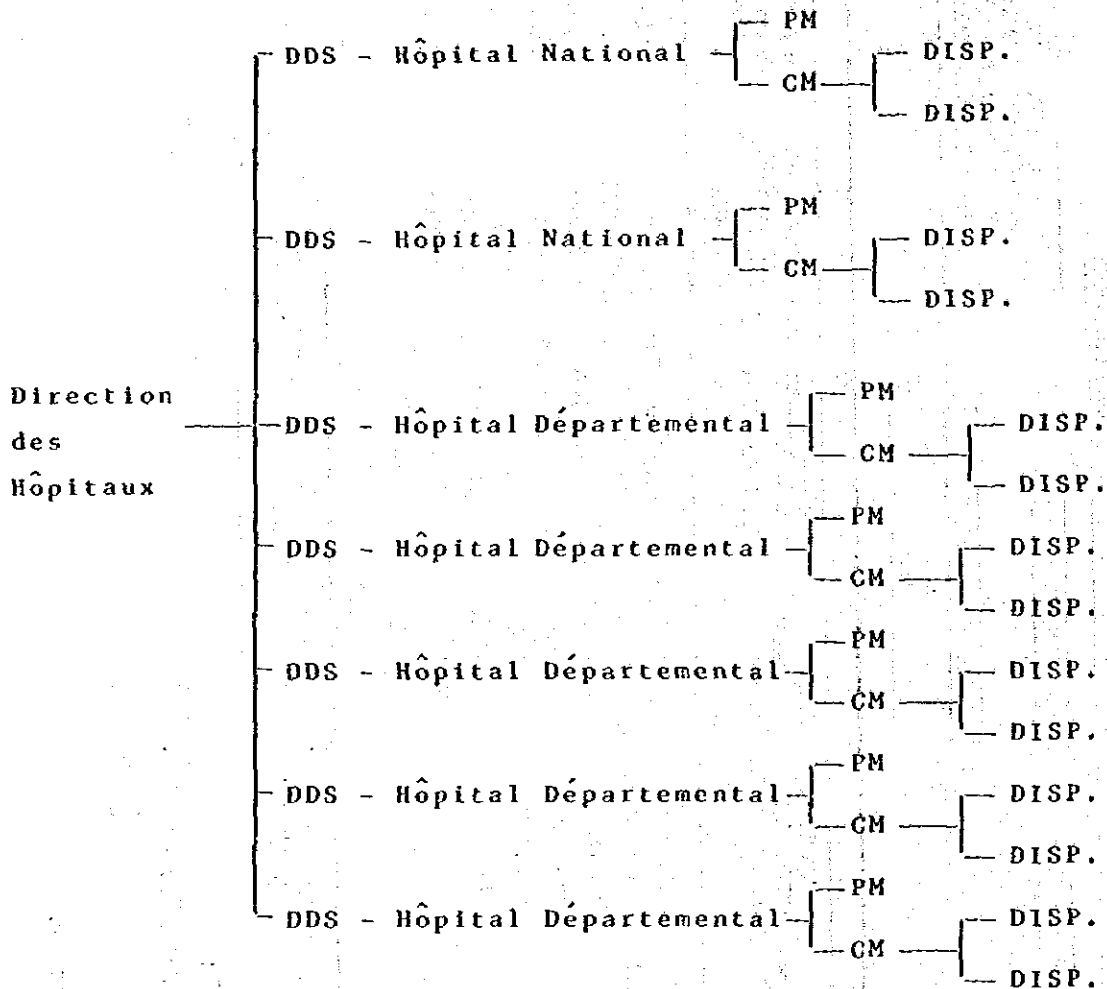 PM
DDS - Hôpital National
DISP.
CM
DISP.
PM
DDS - Hôpital National
DISP.
CM
DISP.
Direction
des
Hôpitaux
PM
DDS - Hôpital Départemental
DISP.
CM
DISP.
PM
DDS - Hôpital Départemental
DISP.
CM
DISP.
PM
DDS - Hôpital Départemental
DISP.
CM
DISP.
PM
DDS - Hôpital Départemental
DISP.
CM
DISP.
PM
DDS - Hôpital Départemental
DISP.
CM
DISP.